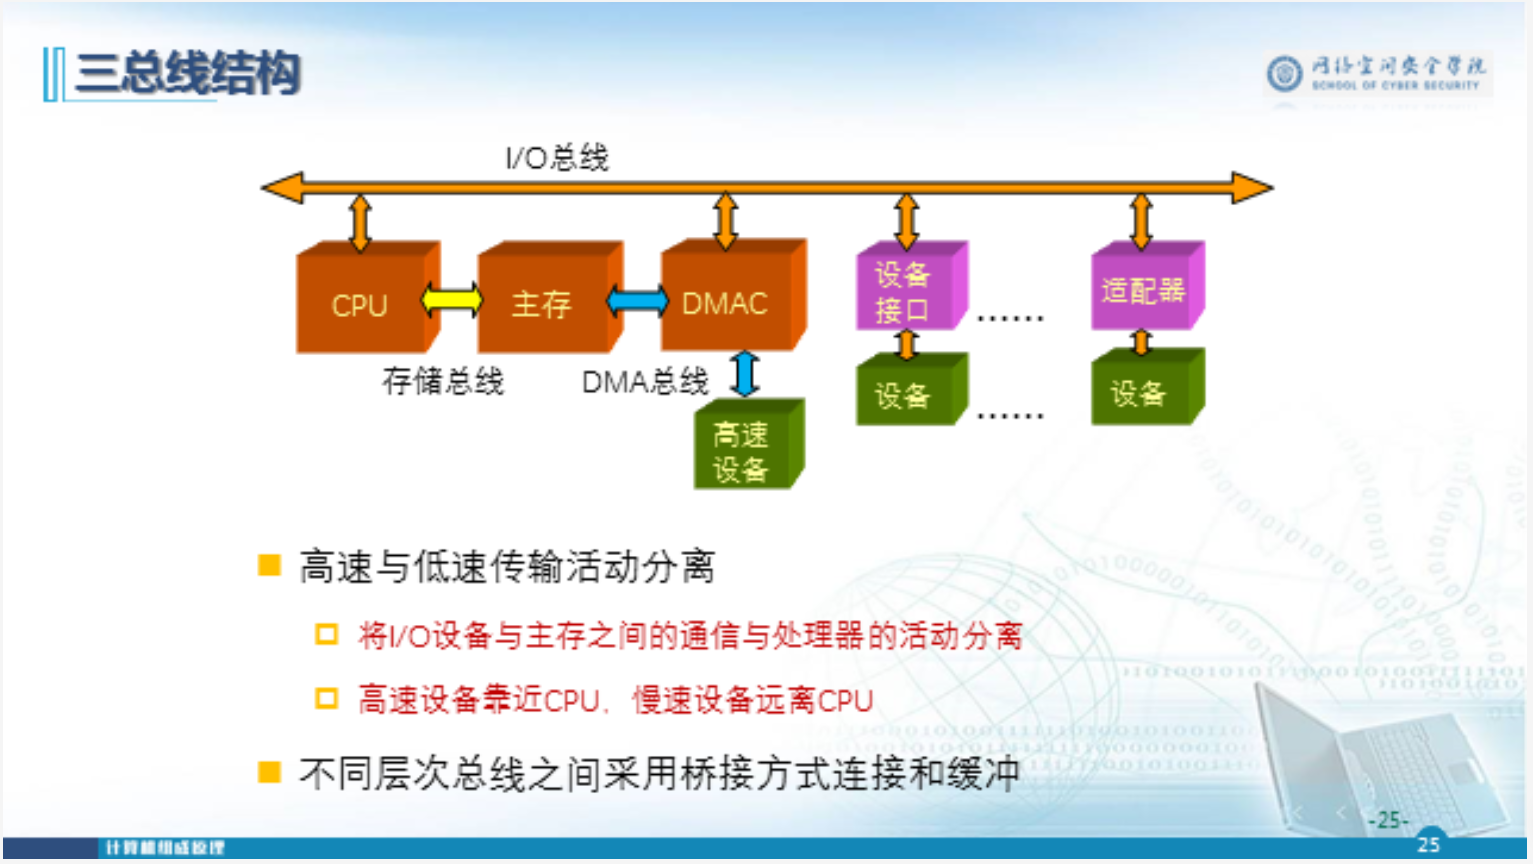 三总线结构
网络空间安全学院
SCHOOL OF CYBER SECURITY
I/O总线
CPU
主存
DMAC
设备
接口
......
适配器
存储总线
DMA总线
高速
设备
设备
......
设备
高速与低速传输活动分离
将I/O设备与主存之间的通信与处理器的活动分离
高速设备靠近CPU，慢速设备远离CPU
不同层次总线之间采用桥接方式连接和缓冲
-25-
计算机组成原理
25